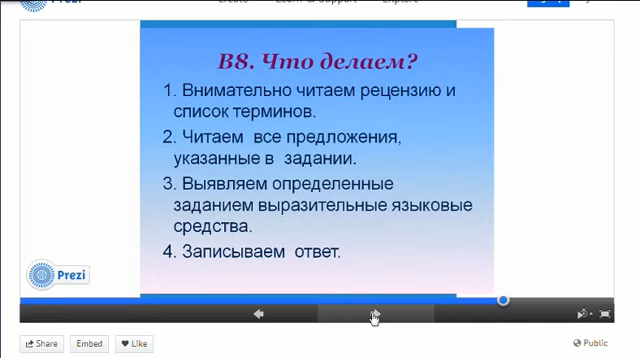 Prezi
В8. Что делаем?
1. Внимательно читаем рецензию и
список терминов.
2. Читаем все предложения,
указанные в задании.
3. Выявляем определенные
заданием выразительные языковые
средства.
4. Записываем ответ.
Prezi
Share Embed Like Public